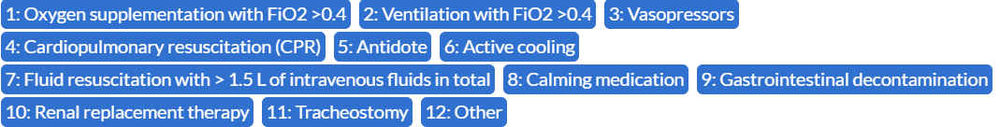 1: Oxygen supplementation with FiO2 >0.4 2: Ventilation with FiO2 >0.4 3: Vasopressors
4: Cardiopulmonary resuscitation (CPR) 5: Antidote 6: Active cooling
7: Fluid resuscitation with > 1.5 L of intravenous fluids in total 8: Calming medication 9: Gastrointestinal decontamination
10: Renal replacement therapy 11: Tracheostomy 12: Other